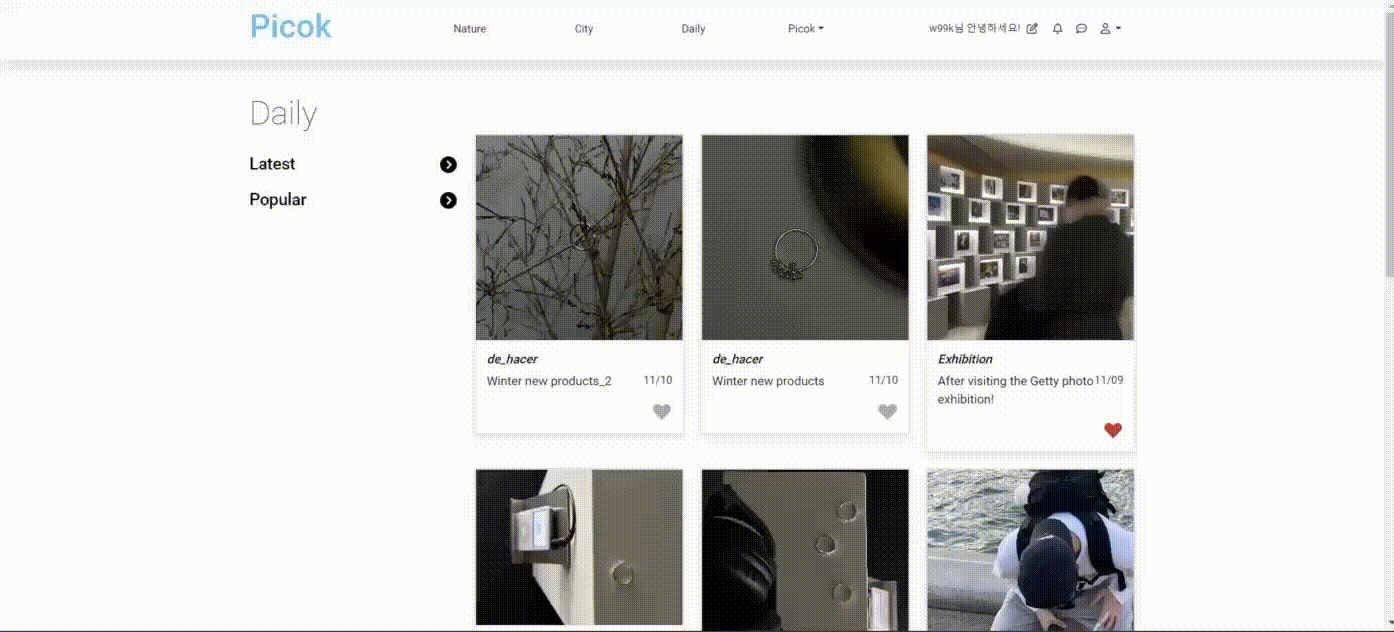 Picok
Nature
City
Daily
Picok
w99k님 안녕하세요!
Daily
Latest
Popular
de_hacer
Winter new products_2
11/10
de_hacer
Winter new products
11/10
Exhibition
After visiting the Getty photo
11/09
exhibition!